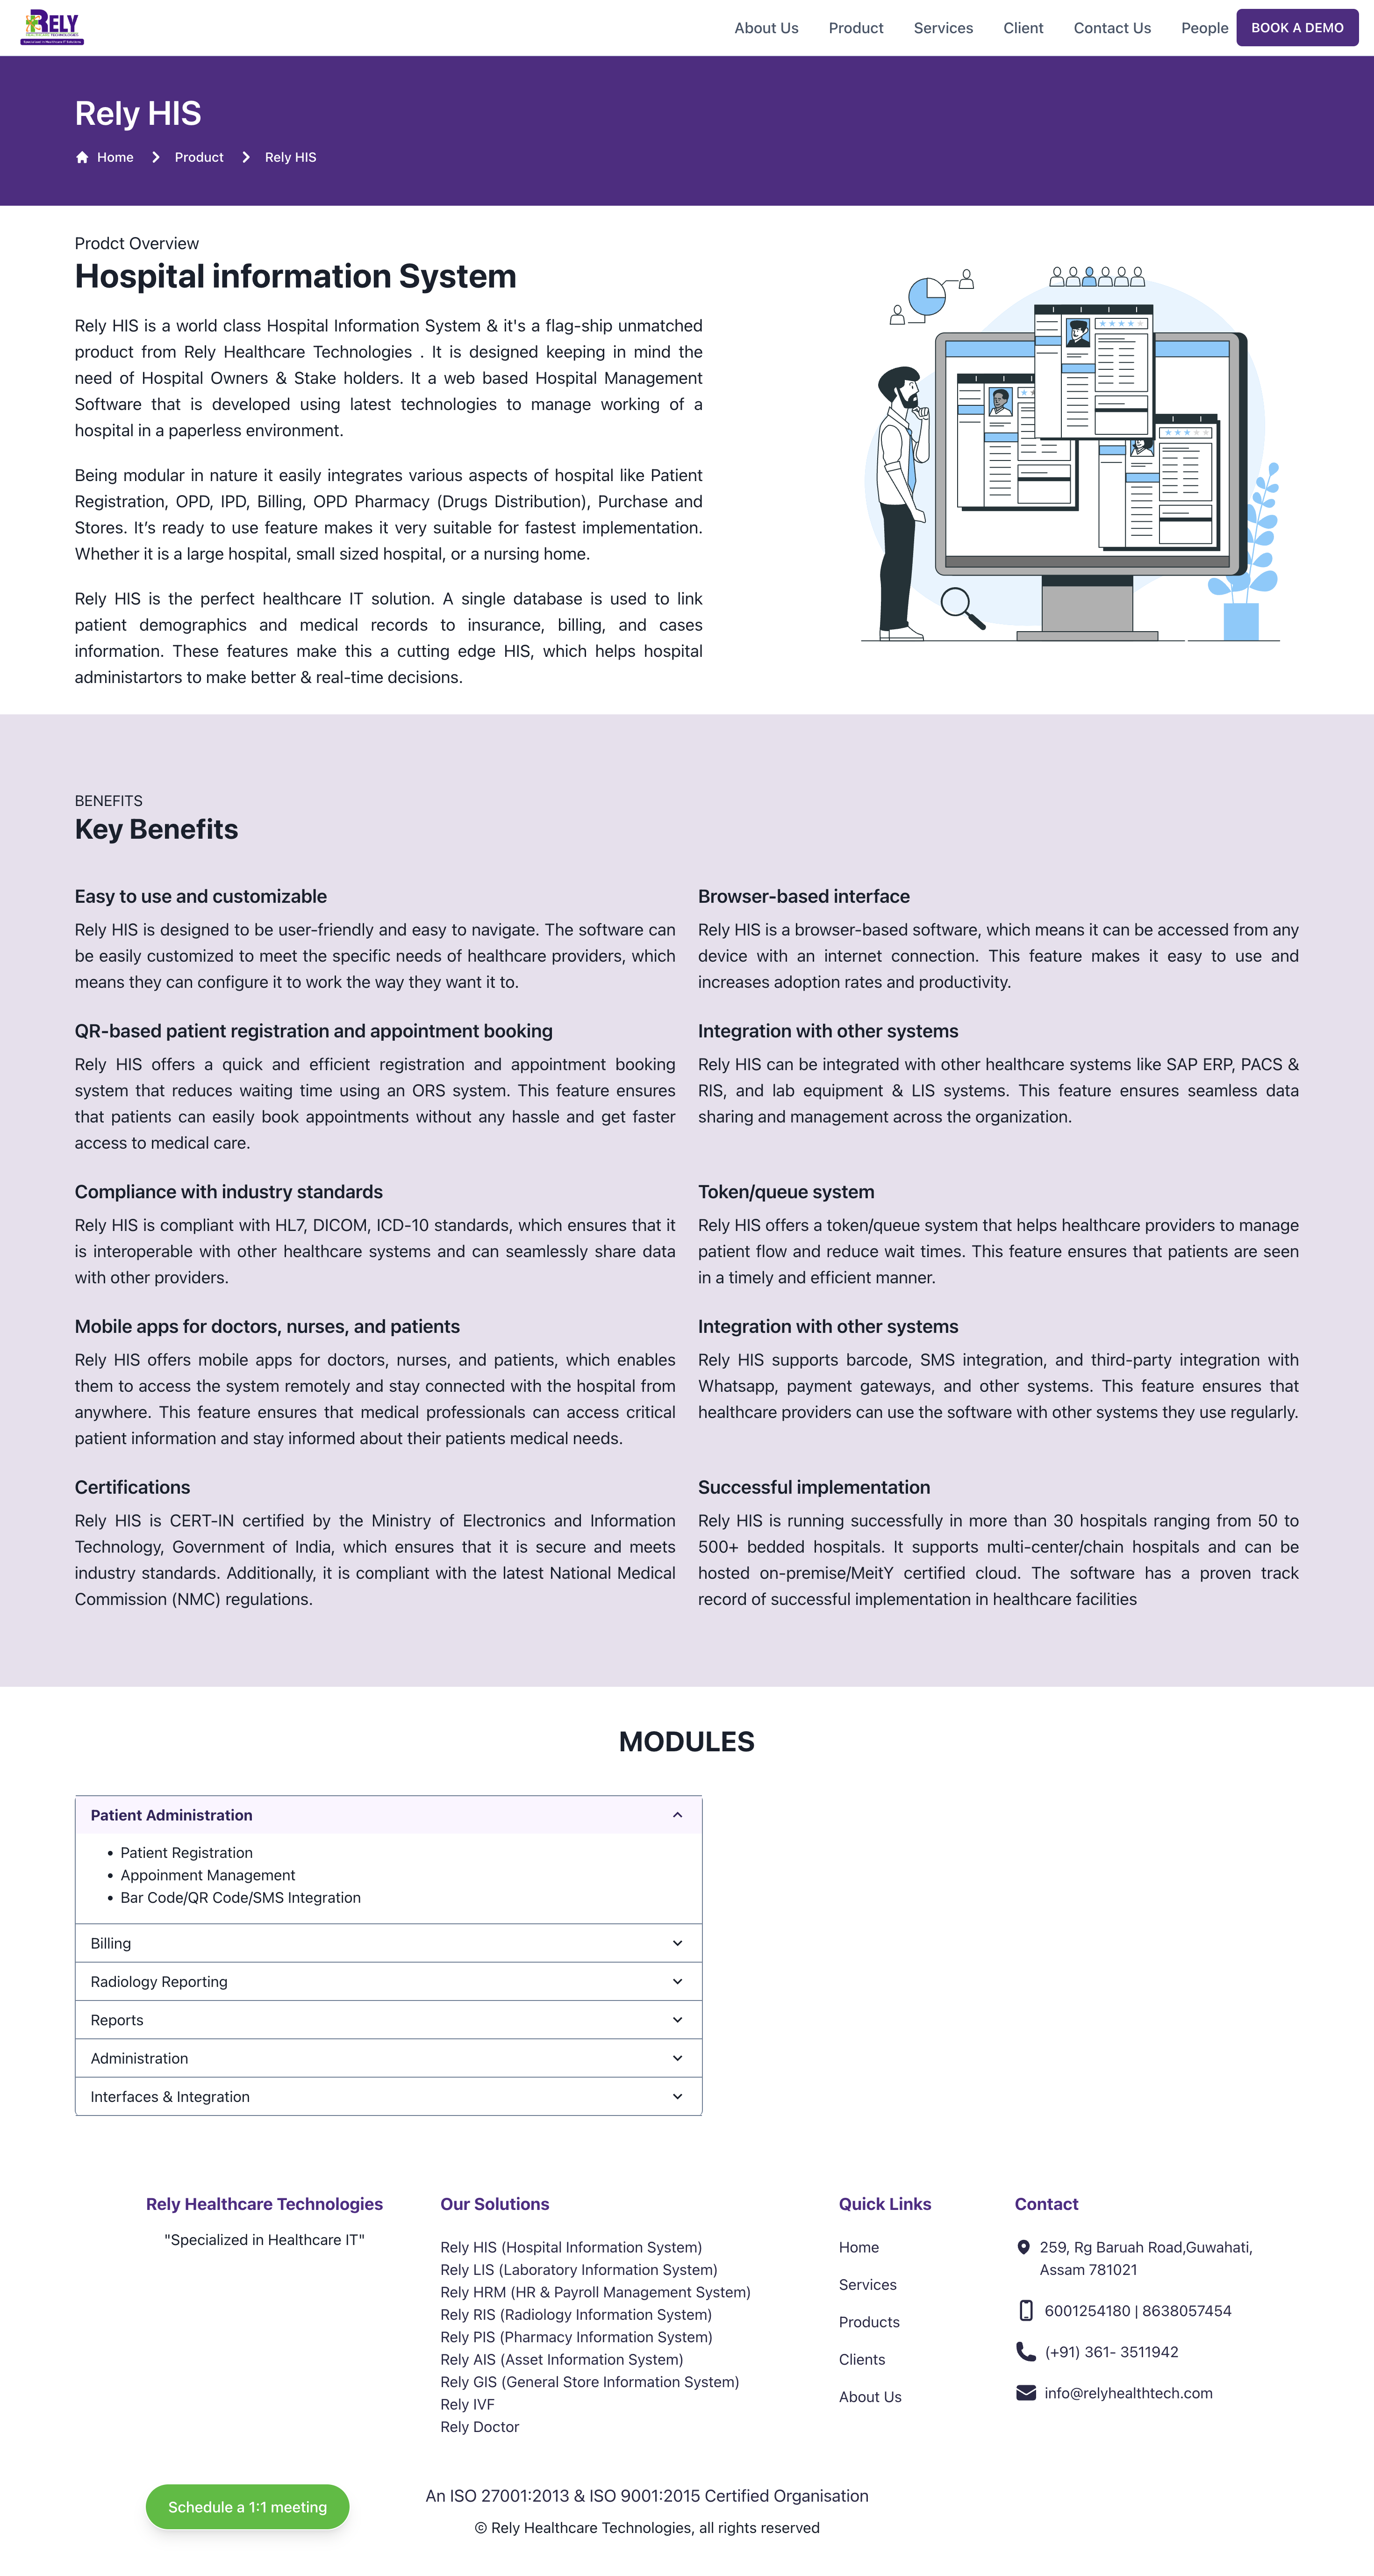 RELY
TECHNOLOGIES
About Us
Product
Services
Client
Contact Us
People
BOOK A DEMO
Rely HIS
Home
Product
Rely HIS
Prodct Overview
Hospital information System
Rely HIS is a world class Hospital Information System & it's a flag-ship unmatched
product from Rely Healthcare Technologies . It is designed keeping in mind the
need of Hospital Owners & Stake holders. It a web based Hospital Management
Software that is developed using latest technologies to manage working of a
hospital in a paperless environment.
Being modular in nature it easily integrates various aspects of hospital like Patient
Registration, OPD, IPD, Billing, OPD Pharmacy (Drugs Distribution), Purchase and
Stores. It’s ready to use feature makes it very suitable for fastest implementation.
Whether it is a large hospital, small sized hospital, or a nursing home.
Rely HIS is the perfect healthcare IT solution. A single database is used to link
patient demographics and medical records to insurance, billing, and cases
information. These features make this a cutting edge HIS, which helps hospital
administartors to make better & real-time decisions.
BENEFITS
Key Benefits
Easy to use and customizable
Rely HIS is designed to be user-friendly and easy to navigate. The software can
be easily customized to meet the specific needs of healthcare providers, which
means they can configure it to work the way they want it to.
Browser-based interface
Rely HIS is a browser-based software, which means it can be accessed from any
device with an internet connection. This feature makes it easy to use and
increases adoption rates and productivity.
QR-based patient registration and appointment booking
Rely HIS offers a quick and efficient registration and appointment booking
system that reduces waiting time using an ORS system. This feature ensures
that patients can easily book appointments without any hassle and get faster
access to medical care.
Integration with other systems
Rely HIS can be integrated with other healthcare systems like SAP ERP, PACS &
RIS, and lab equipment & LIS systems. This feature ensures seamless data
sharing and management across the organization.
Compliance with industry standards
Rely HIS is compliant with HL7, DICOM, ICD-10 standards, which ensures that it
is interoperable with other healthcare systems and can seamlessly share data
with other providers.
Token/queue system
Rely HIS offers a token/queue system that helps healthcare providers to manage
patient flow and reduce wait times. This feature ensures that patients are seen
in a timely and efficient manner.
Mobile apps for doctors, nurses, and patients
Rely HIS offers mobile apps for doctors, nurses, and patients, which enables
them to access the system remotely and stay connected with the hospital from
anywhere. This feature ensures that medical professionals can access critical
patient information and stay informed about their patients medical needs.
Integration with other systems
Rely HIS supports barcode, SMS integration, and third-party integration with
Whatsapp, payment gateways, and other systems. This feature ensures that
healthcare providers can use the software with other systems they use regularly.
Certifications
Rely HIS is CERT-IN certified by the Ministry of Electronics and Information
Technology, Government of India, which ensures that it is secure and meets
industry standards. Additionally, it is compliant with the latest National Medical
Commission (NMC) regulations.
Successful implementation
Rely HIS is running successfully in more than 30 hospitals ranging from 50 to
500+ bedded hospitals. It supports multi-center/chain hospitals and can be
hosted on-premise/MeitY certified cloud. The software has a proven track
record of successful implementation in healthcare facilities
MODULES
Patient Administration
• Patient Registration
• Appoinment Management
• Bar Code/QR Code/SMS Integration
Billing
Radiology Reporting
Reports
Administration
Interfaces & Integration
Rely Healthcare Technologies
"Specialized in Healthcare IT"
Our Solutions
Rely HIS (Hospital Information System)
Rely LIS (Laboratory Information System)
Rely HRM (HR & Payroll Management System)
Rely RIS (Radiology Information System)
Rely PIS (Pharmacy Information System)
Rely AIS (Asset Information System)
Rely GIS (General Store Information System)
Rely IVF
Rely Doctor
Quick Links
Home
Services
Products
Clients
About Us
Contact
259, Rg Baruah Road,Guwahati,
Assam 781021
6001254180 | 8638057454
(+91) 361- 3511942
info@relyhealthtech.com
Schedule a 1:1 meeting
An ISO 27001:2013 & ISO 9001:2015 Certified Organisation
© Rely Healthcare Technologies, all rights reserved